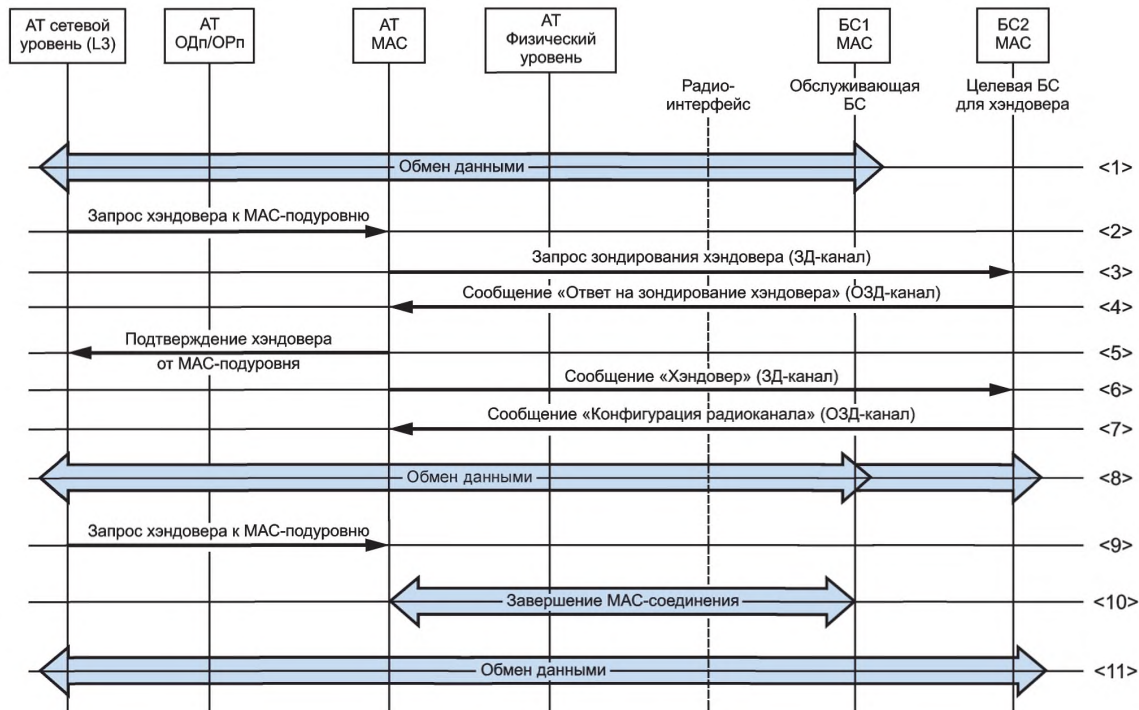 АТ сетевой
уровень (L3)
АТ
ОДп/ОРп
АТ
МАС
АТ
Физический
уровень
БС1
МАС
БС2
МАС
Радио-
интерфейс
Обслуживающая
БС
Целевая БС
для хэндовера
Обмен данными
<1>
Запрос хэндовера к МАС-подуровню
<2>
Запрос зондирования хэндовера (ЗД-канал)
<3>
Сообщение «Ответ на зондирование хэндовера» (ОЗД-канал)
<4>
Подтверждение хэндовера
от МАС-подуровня
<5>
Сообщение «Хэндовер» (ЗД-канал)
<6>
Сообщение «Конфигурация радиоканала» (ОЗД-канал)
<7>
Обмен данными
<8>
Запрос хэндовера к МАС-подуровню
<9>
Завершение МАС-соединения
<10>
Обмен данными
<11>